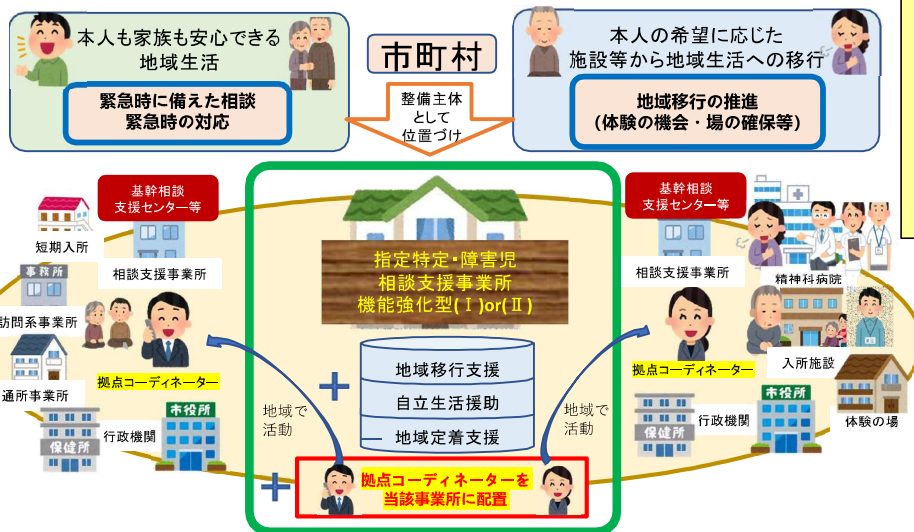 本人も家族も安心できる
地域生活
緊急時に備えた相談
緊急時の対応
市町村
整備主体
として
位置づけ
本人の希望に応じた
施設等から地域生活への移行
地域移行の推進
(体験の機会・場の確保等)
基幹相談
支援センター等
短期入所
相談支援事業所
事務所
訪問系事業所
拠点コーディネーター
通所事業所
保健所
行政機関
市役所
地域で
活動
指定特定・障害児
相談支援事業所
機能強化型(Ⅰ)or(Ⅱ)
+
地域移行支援
自立生活援助
地域定着支援
+
拠点コーディネーターを
当該事業所に配置
地域で
活動
基幹相談
支援センター等
相談支援事業所
精神科病院
拠点コーディネーター
入所施設
保健所
行政機関
市役所
体験の場